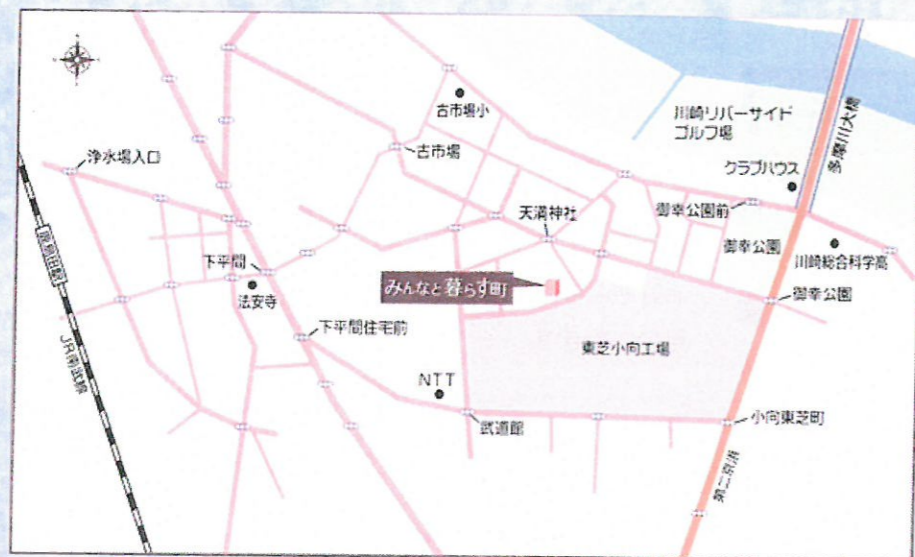 古市場小
川崎リバーサイド
ゴルフ場
多摩川大橋
浄水場入口
古市場
クラブハウス
天満神社
御幸公園前
御幸公園
川崎総合科学高
下平間
法安寺
みんなと暮らす町
御幸公園
下平間住宅前
東芝小向工場
JR南武線
NTT
武道館
小向東芝町
第二京浜